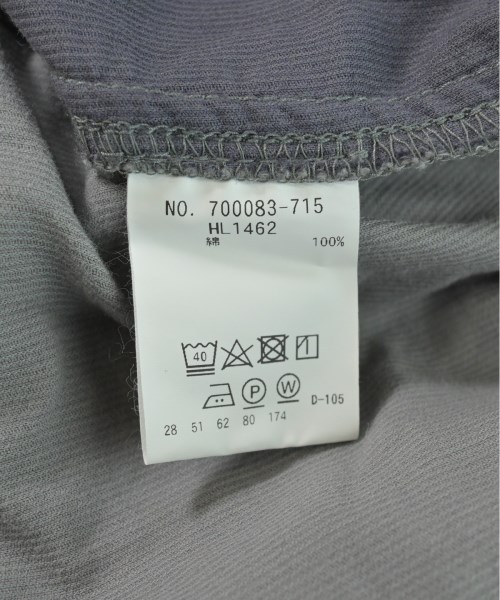 NO. 700083-715
HL1462
綿 100%
40
P W D-105
28 51 62 80 174